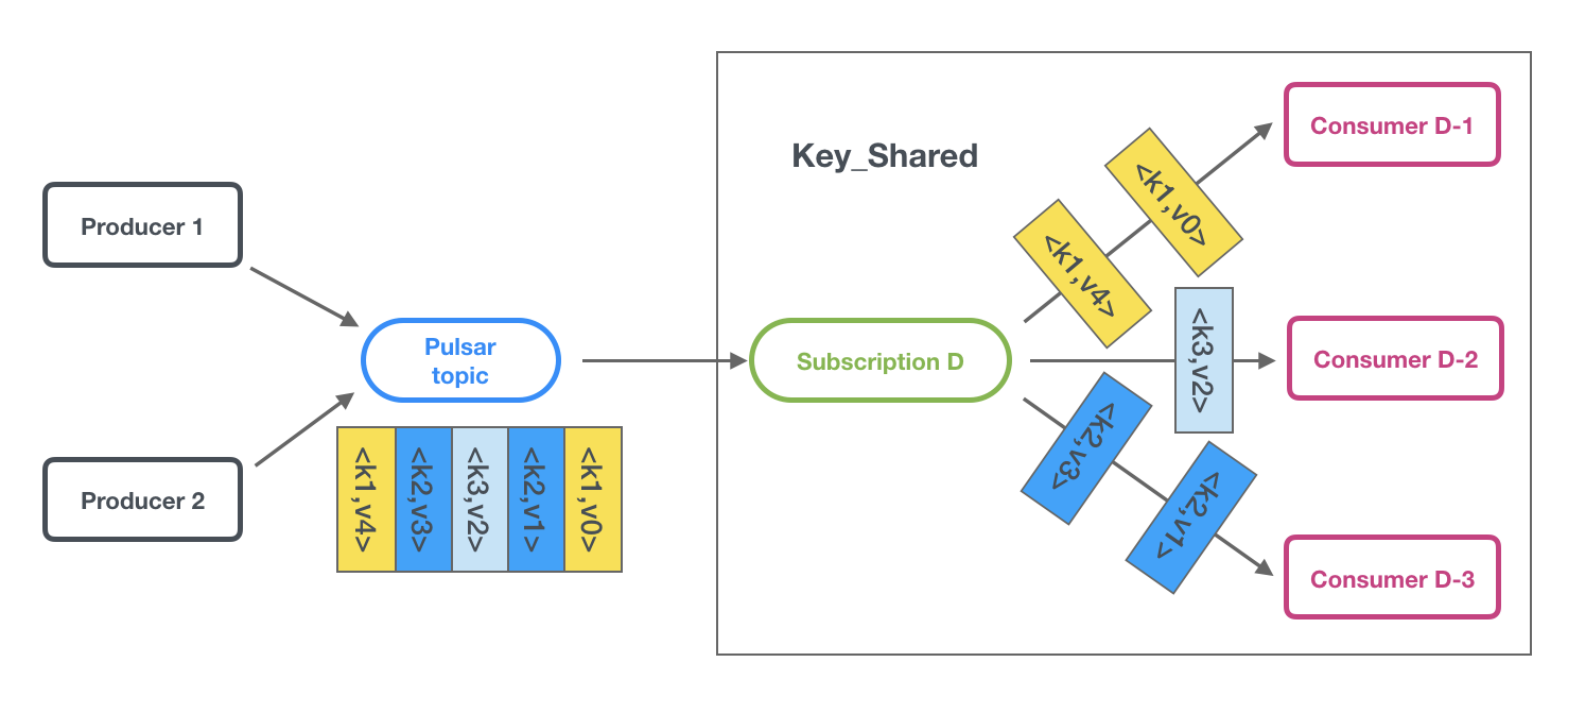 Key_Shared
Producer 1
Producer 2
Pulsar
topic
<k1,v4>
<k2,v3>
<k3,v2>
<k2,v1>
<k1,v0>
Subscription D
<k1,v4>
<k1,v0>
<k3,v2>
<k2,v3>
<k2,v1>
Consumer D-1
Consumer D-2
Consumer D-3